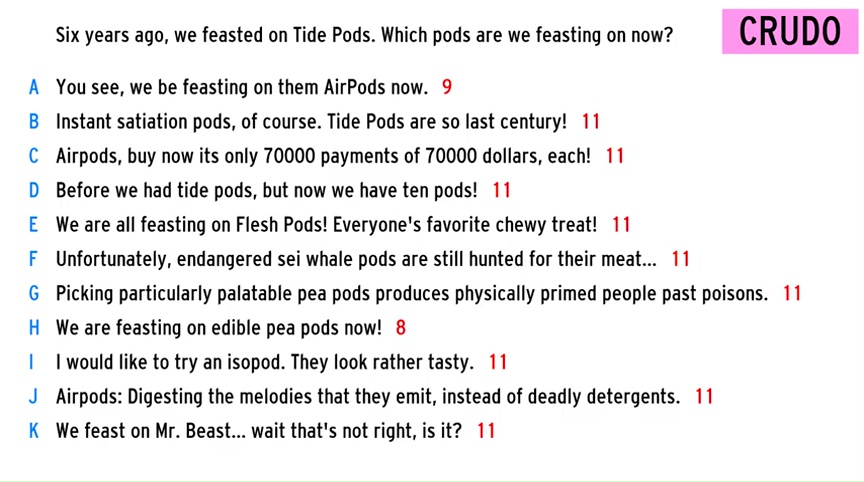 Six years ago, we feasted on Tide Pods. Which pods are we feasting on now?
CRUDO
A You see, we be feasting on them AirPods now. 9
B Instant satiation pods, of course. Tide Pods are so last century! 11
C Airpods, buy now its only 70000 payments of 70000 dollars, each! 11
D Before we had tide pods, but now we have ten pods! 11
E We are all feasting on Flesh Pods! Everyone's favorite chewy treat! 11
F Unfortunately, endangered sei whale pods are still hunted for their meat... 11
G Picking particularly palatable pea pods produces physically primed people past poisons. 11
H We are feasting on edible pea pods now! 8
I I would like to try an isopod. They look rather tasty. 11
J Airpods: Digesting the melodies that they emit, instead of deadly detergents. 11
K We feast on Mr. Beast... wait that's not right, is it? 11